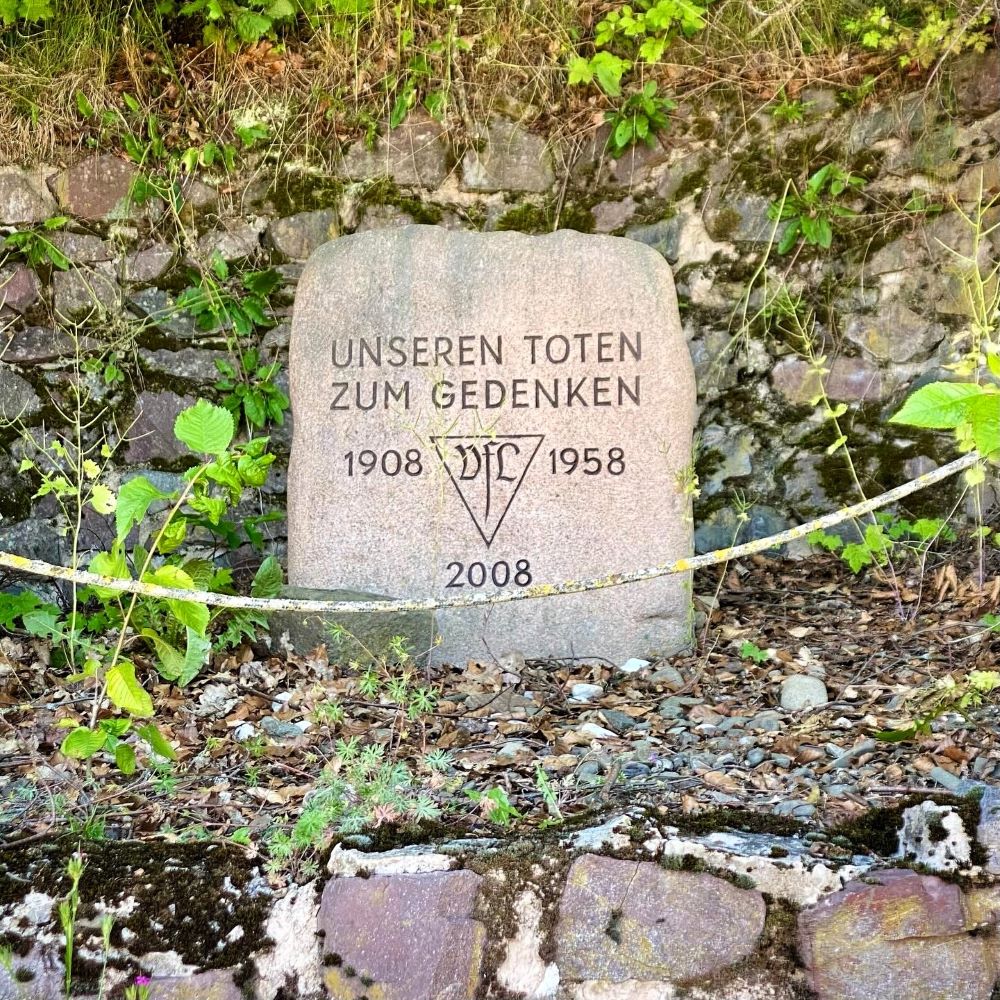 UNSEREN TOTEN
ZUM GEDENKEN
1908 VfL 1958
2008